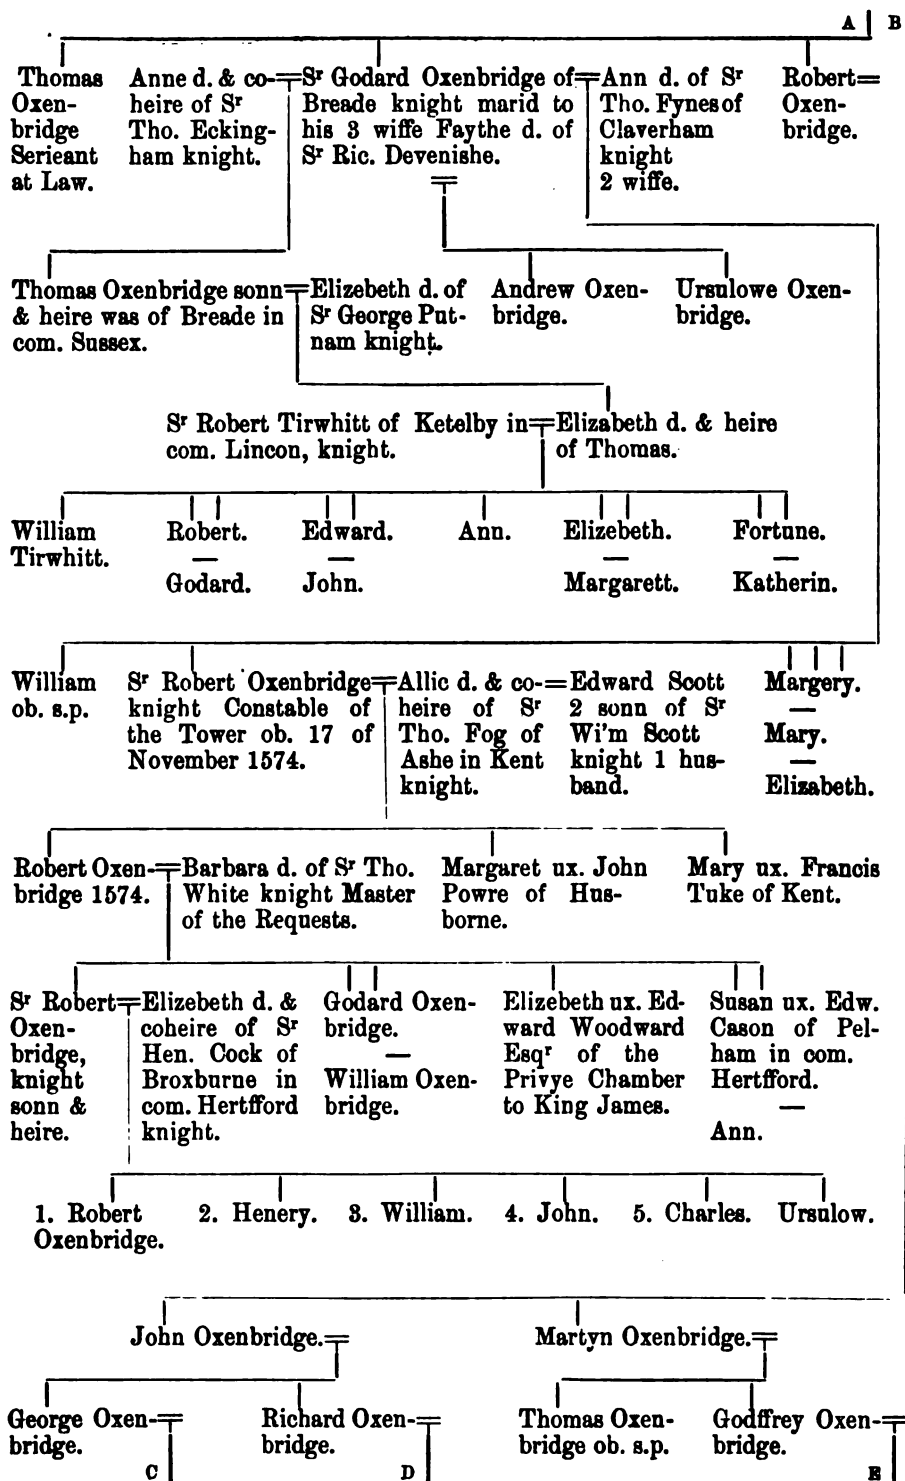 A B
Thomas Oxen-
bridge
Serieant
at Law.
Anne d. & co-
heire of Sr
Tho. Ecking-
ham knight.
Sr Godard Oxenbridge of
Breade knight marid to
his 3 wiffe Faythe d. of
Sr Ric. Devenishe.
Ann d. of Sr
Tho. Fynes of
Claverham
knight
2 wiffe.
Robert=
Oxen-
bridge.
Thomas Oxenbridge sonn
& heire was of Breade in
com. Sussex.
Elizebeth d. of
Sr George Put-
nam knight.
Andrew Oxen-
bridge.
Ursulowe Oxen-
bridge.
Sr Robert Tirwhitt of Ketelby in
com. Lincon, knight.
Elizabeth d. & heire
of Thomas.
William
Tirwhitt.
Robert.
—
Godard.
Edward.
—
John.
Ann.
Elizebeth.
—
Margarett.
Fortune.
—
Katherin.
William
ob. s.p.
Sr Robert Oxenbridge
knight Constable of
the Tower ob. 17 of
November 1574.
Allic d. & co-=
heire of Sr
Tho. Fog of
Ashe in Kent
knight.
Edward Scott
2 sonn of Sr
Wi'm Scott
knight 1 hus-
band.
Margery.
—
Mary.
—
Elizabeth.
Robert Oxen-
bridge 1574.
Barbara d. of Sr Tho.
White knight Master
of the Requests.
Margaret ux. John
Powre of Hus-
borne.
Mary ux. Francis
Tuke of Kent.
Sr Robert
Oxen-
bridge,
knight
sonn &
heire.
Elizebeth d. &
coheire of Sr
Hen. Cock of
Broxburne in
com. Hertfford
knight.
Godard Oxen-
bridge.
—
William Oxen-
bridge.
Elizebeth ux. Ed-
ward Woodward
Esqr of the
Privye Chamber
to King James.
Susan ux. Edw.
Cason of Pel-
ham in com.
Hertfford.
—
Ann.
1. Robert
Oxenbridge.
2. Henery.
3. William.
4. John.
5. Charles.
Ursulow.
John Oxenbridge.
Martyn Oxenbridge.
George Oxen-
bridge.
C
Richard Oxen-
bridge.
D
Thomas Oxen-
bridge ob. s.p.
Godffrey Oxen-
bridge.
E